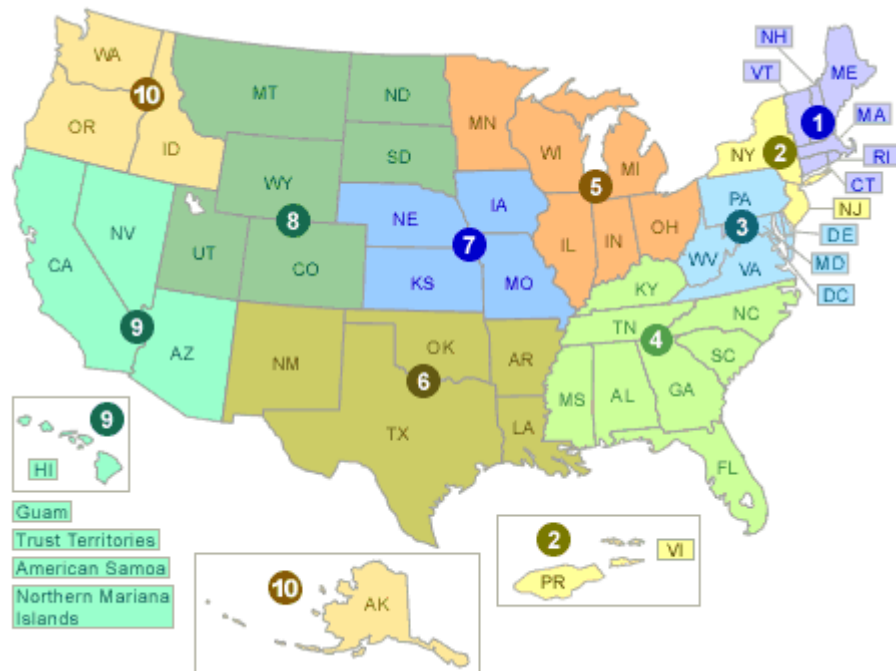 NH
WA
VT
ME
10
MT
ND
MN
1
MA
OR
WI
NY
2
RI
ID
SD
MI
CT
WY
5
PA
NJ
IA
8
NE
3
DE
NV
7
OH
UT
IL
IN
WV
MD
CA
CO
KS
MO
VA
DC
KY
NC
9
TN
4
AZ
OK
AR
SC
NM
6
MS
AL
GA
9
TX
LA
HI
FL
Guam
Trust Territories
2
VI
American Samoa
PR
10
Northern Mariana
Islands
AK